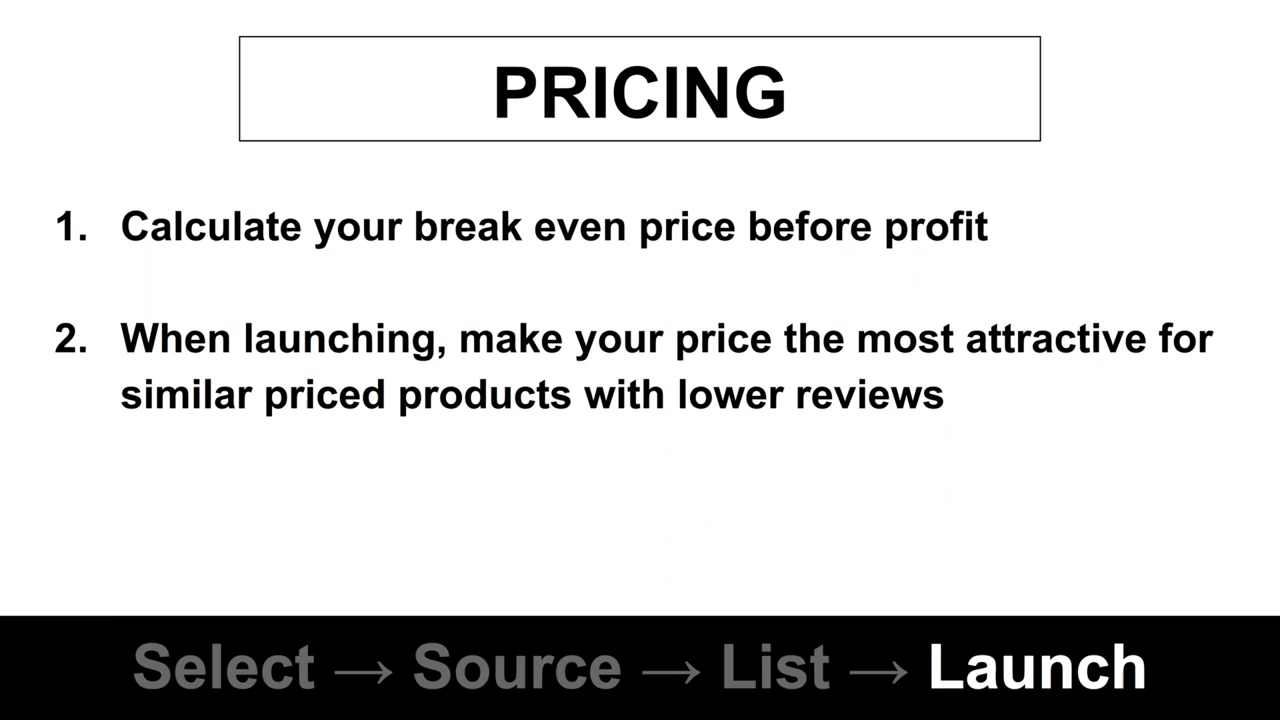 PRICING
1. Calculate your break even price before profit
2. When launching, make your price the most attractive for
similar priced products with lower reviews
Select → Source → List → Launch